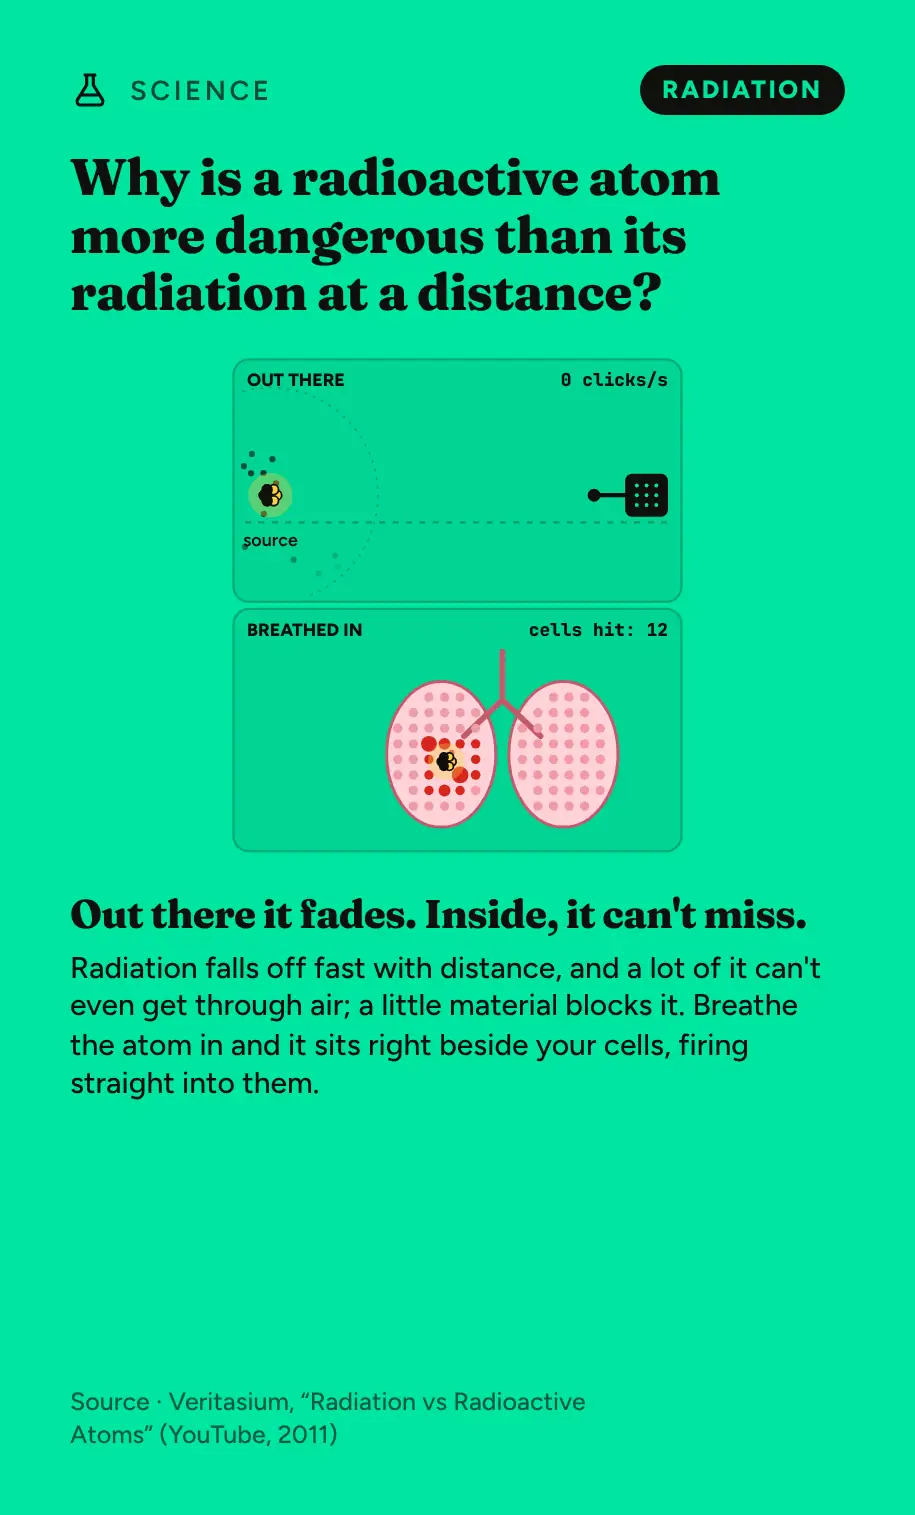 SCIENCE
RADIATION
Why is a radioactive atom
more dangerous than its
radiation at a distance?
OUT THERE
0 clicks/s
source
BREATHED IN
cells hit: 12
Out there it fades. Inside, it can't miss.
Radiation falls off fast with distance, and a lot of it can't
even get through air; a little material blocks it. Breathe
the atom in and it sits right beside your cells, firing
straight into them.
Source · Veritasium, “Radiation vs Radioactive
Atoms” (YouTube, 2011)